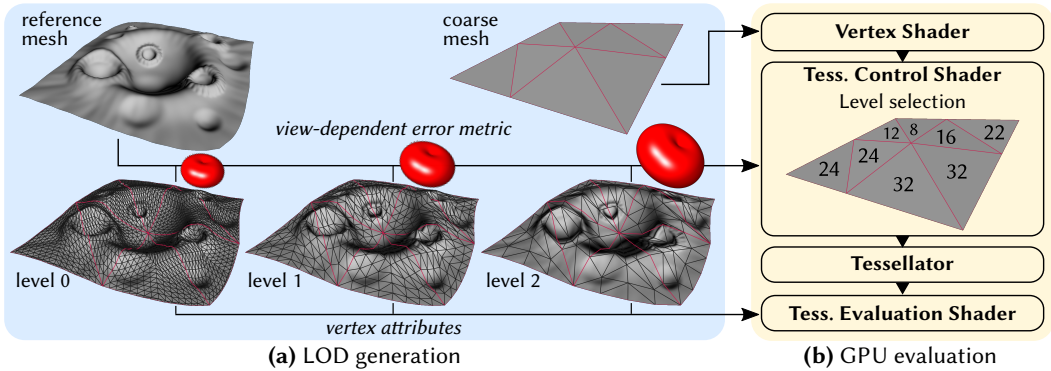 reference
mesh
coarse
mesh
view-dependent error metric
level 0
level 1
level 2
vertex attributes
(a) LOD generation
Vertex Shader
Tess. Control Shader
Level selection
12
8
16
22
24
24
32
32
Tessellator
Tess. Evaluation Shader
(b) GPU evaluation